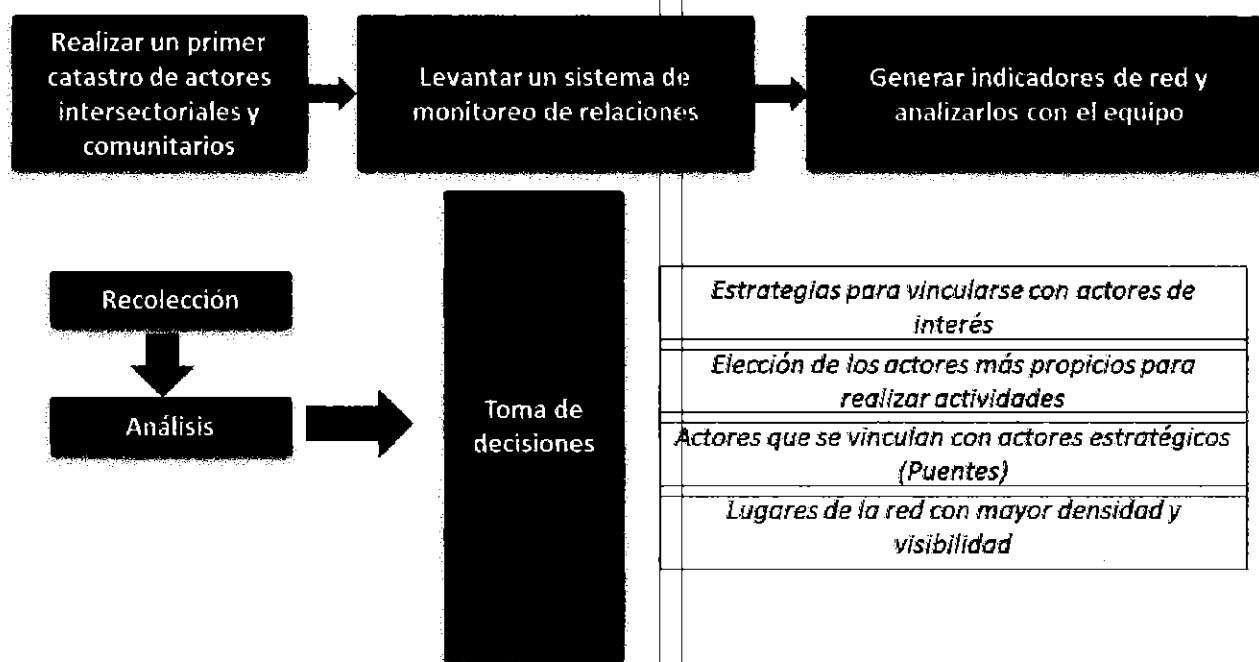 Realizar un primer
catastro de actores
intersectoriales y
comunitarios
Levantar un sistema de
monitoreo de relaciones
Generar indicadores de red y
analizarlos con el equipo
Recolección
Análisis
Toma de
decisiones
Estrategias para vincularse con actores de
interés
Elección de los actores más propicios para
realizar actividades
Actores que se vinculan con actores estratégicos
(Puentes)
Lugares de la red con mayor densidad y
visibilidad